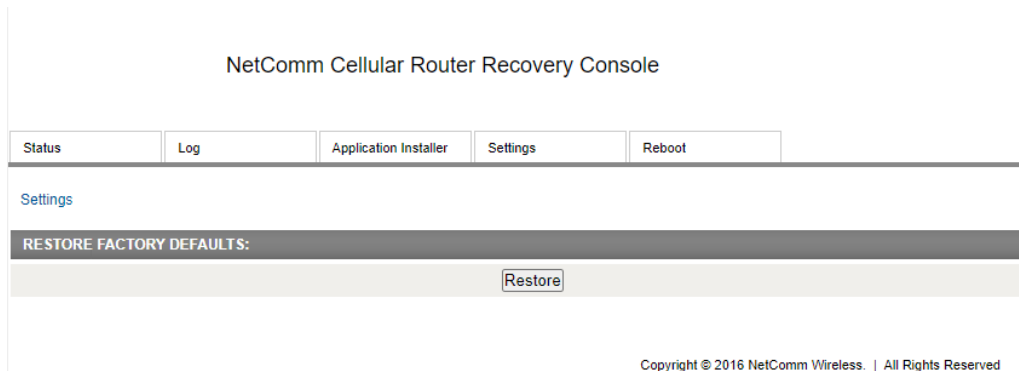 NetComm Cellular Router Recovery Console
Status Log Application Installer Settings Reboot
Settings
RESTORE FACTORY DEFAULTS:
Restore
Copyright © 2016 NetComm Wireless. | All Rights Reserved